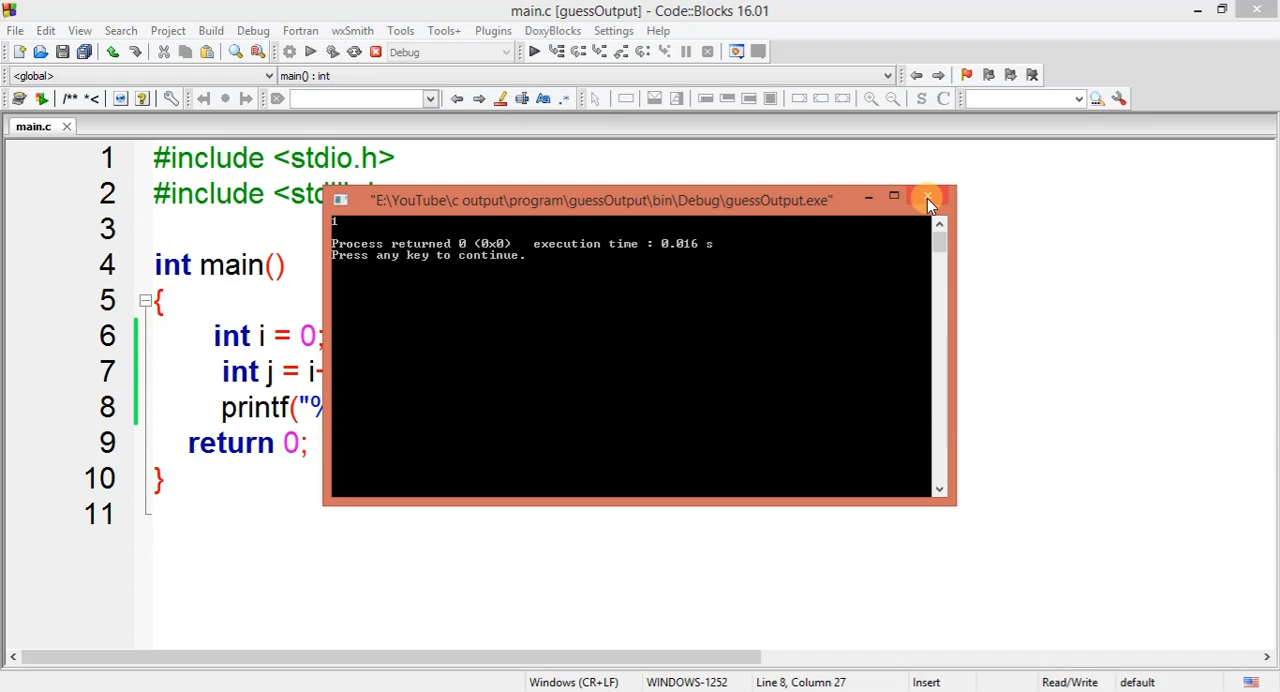 main.c [guessOutput] - Code::Blocks 16.01
File Edit View Search Project Build Debug Fortran wxSmith Tools Tools+ Plugins DoxyBlocks Settings Help
Debug
<global> main() : int
/** *<
S C
main.c
1 #include <stdio.h>
2 #include
3
4 int main()
5 {
6 int i = 0;
7 int j = i
8 printf("%
9 return 0;
10 }
11
"E:\YouTube\c output\program\guessOutput\bin\Debug\guessOutput.exe"
1
Process returned 0 (0x0) execution time : 0.016 s
Press any key to continue.
Windows (CR+LF) WINDOWS-1252 Line 8, Column 27 Insert Read/Write default